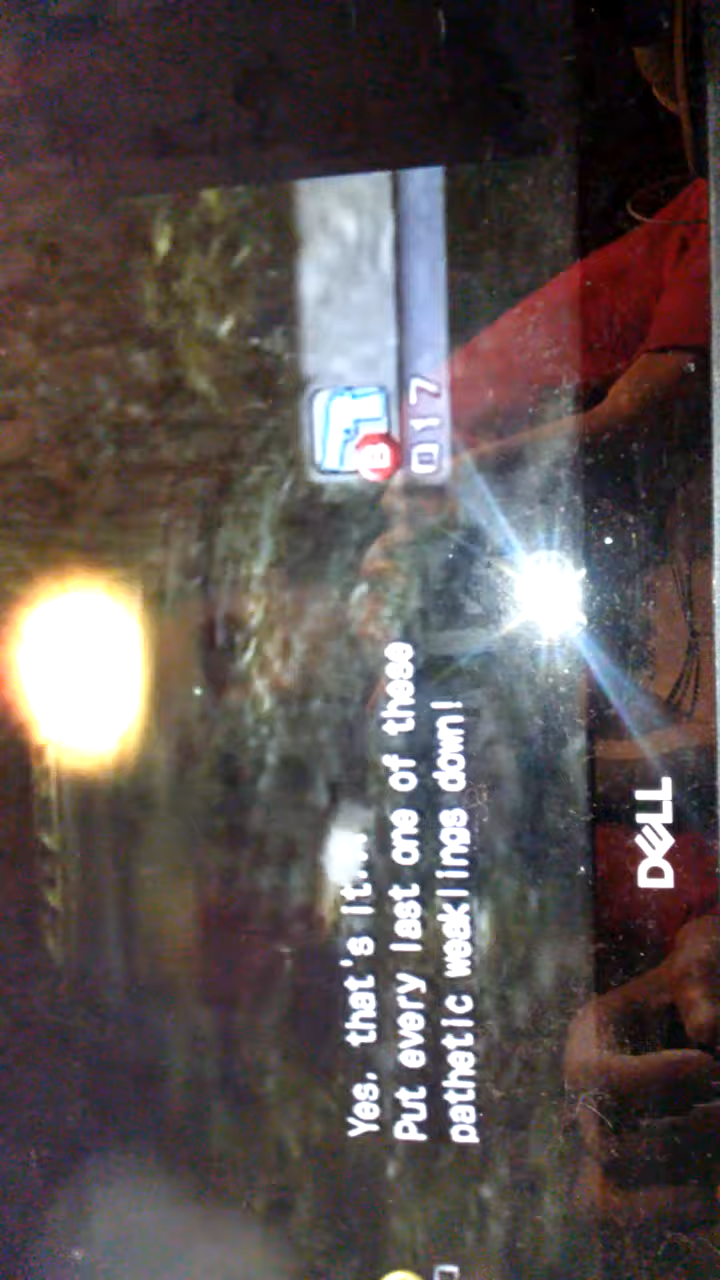 B
017
Yes, that's it...
Put every last one of these
pathetic weaklings down!
DELL